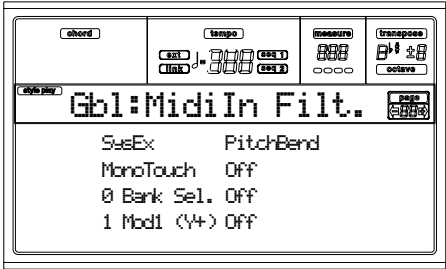 chord tempo measure transpose
ext seq 1
link seq 2
octave
style play page
Gbl:MidiIn Filt.
SysEx PitchBend
MonoTouch Off
0 Bank Sel. Off
1 Mod1 (Y+) Off